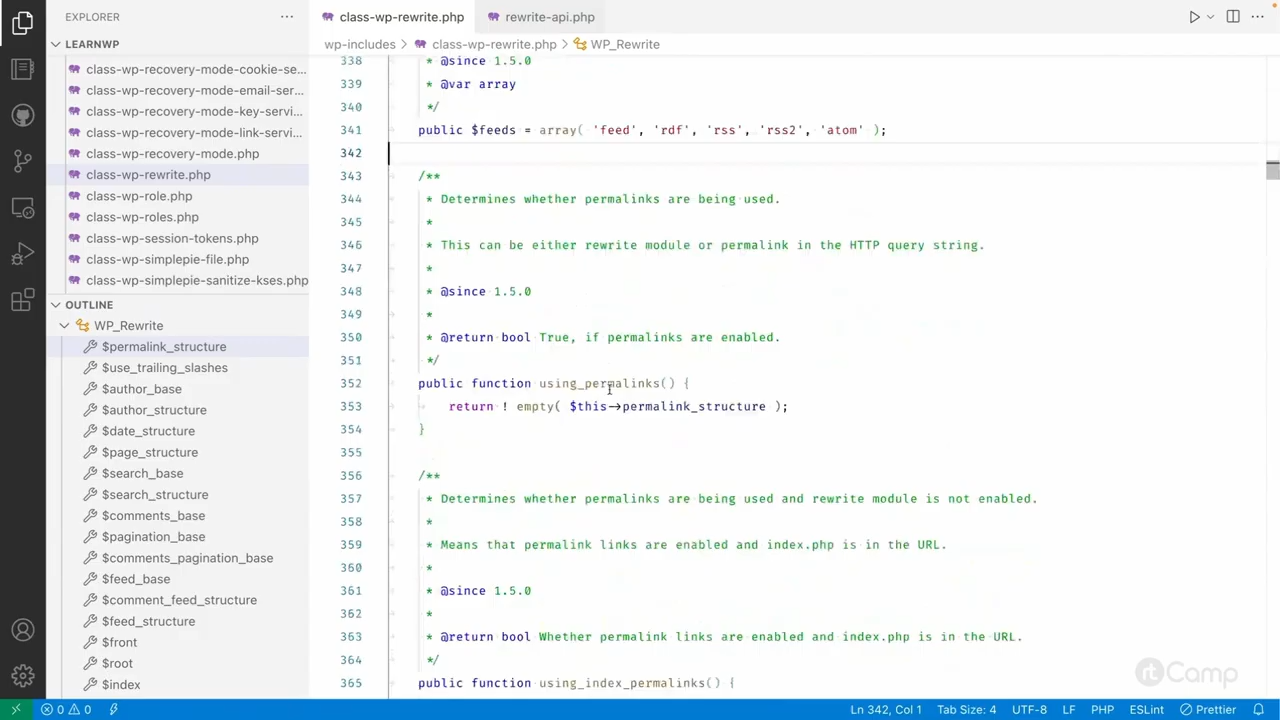 EXPLORER
class-wp-rewrite.php
rewrite-api.php
LEARNWP
wp-includes > class-wp-rewrite.php > WP_Rewrite
class-wp-recovery-mode-cookie-se...
class-wp-recovery-mode-email-ser...
class-wp-recovery-mode-key-servi...
class-wp-recovery-mode-link-servi...
class-wp-recovery-mode.php
class-wp-rewrite.php
class-wp-role.php
class-wp-roles.php
class-wp-session-tokens.php
class-wp-simplepie-file.php
class-wp-simplepie-sanitize-kses.php
OUTLINE
WP_Rewrite
$permalink_structure
$use_trailing_slashes
$author_base
$author_structure
$date_structure
$page_structure
$search_base
$search_structure
$comments_base
$pagination_base
$comments_pagination_base
$feed_base
$comment_feed_structure
$feed_structure
$front
$root
$index
338 * @since 1.5.0
339 * @var array
340 */
341 public $feeds = array( 'feed', 'rdf', 'rss', 'rss2', 'atom' );
342
343 /**
344 * Determines whether permalinks are being used.
345 *
346 * This can be either rewrite module or permalink in the HTTP query string.
347 *
348 * @since 1.5.0
349 *
350 * @return bool True, if permalinks are enabled.
351 */
352 public function using_permalinks() {
353 return ! empty( $this->permalink_structure );
354 }
355
356 /**
357 * Determines whether permalinks are being used and rewrite module is not enabled.
358 *
359 * Means that permalink links are enabled and index.php is in the URL.
360 *
361 * @since 1.5.0
362 *
363 * @return bool Whether permalink links are enabled and index.php is in the URL.
364 */
365 public function using_index_permalinks() {
rtCamp
0 0
Ln 342, Col 1
Tab Size: 4
UTF-8
LF
PHP
ESLint
Prettier